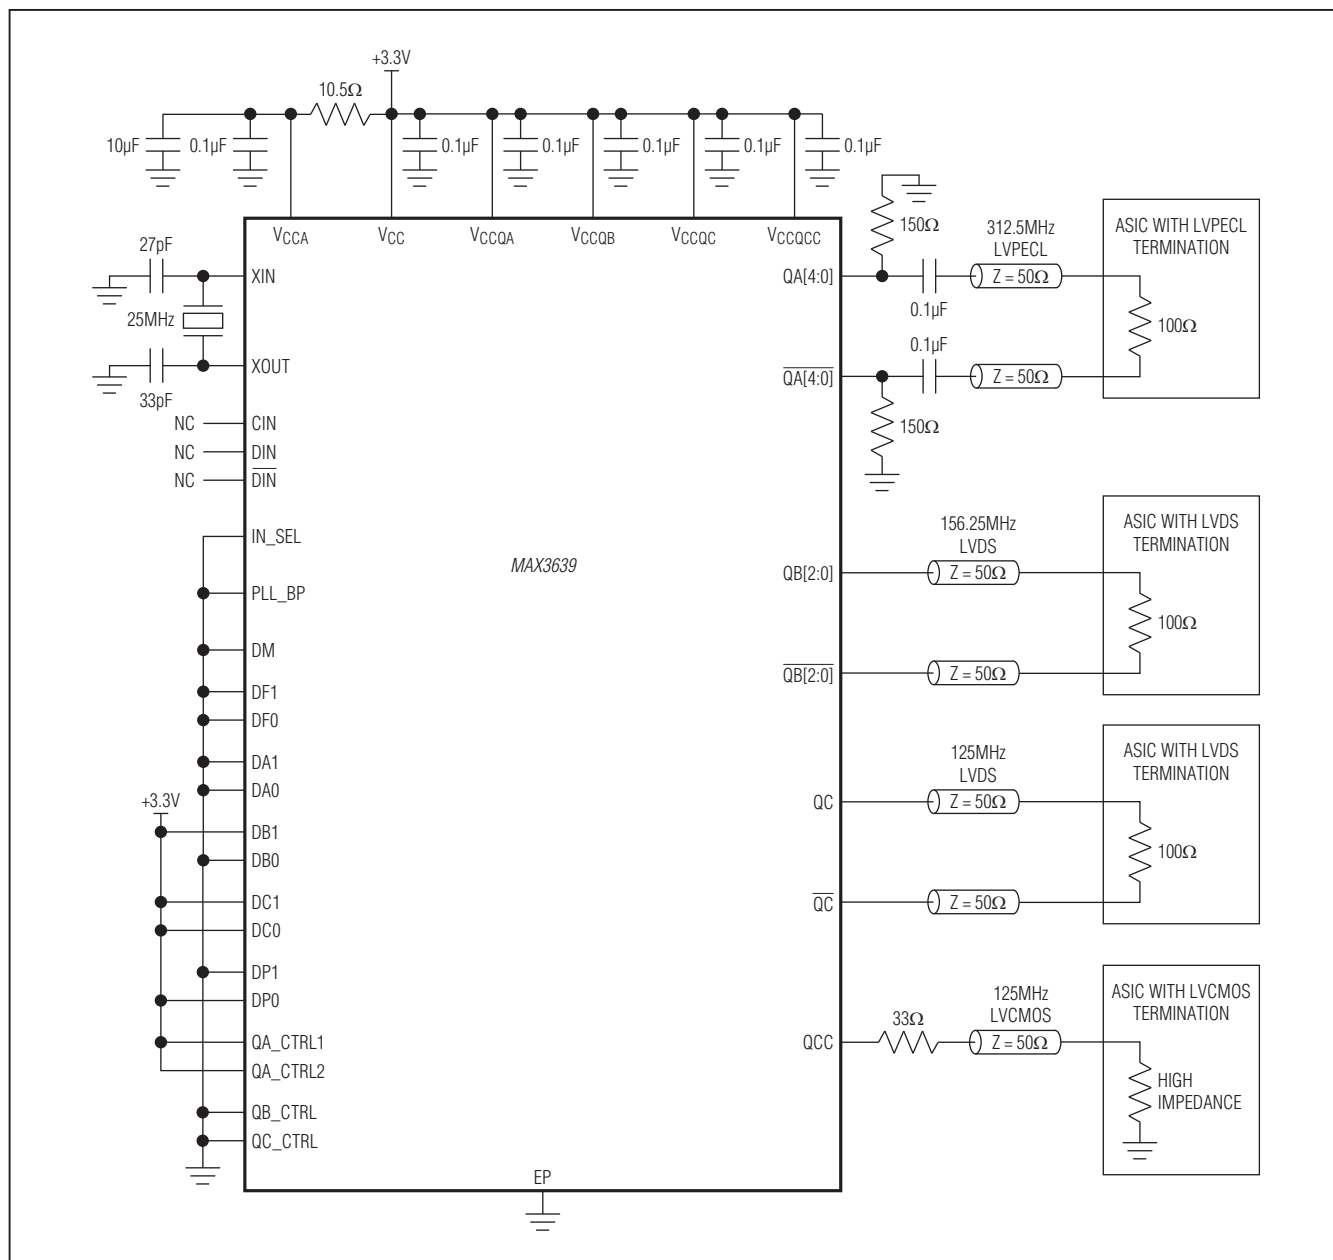 +3.3V
10.5Ω
10µF
0.1µF
0.1µF
0.1µF
0.1µF
0.1µF
0.1µF
VCCA
VCC
VCCQA
VCCQB
VCCQC
VCCQCC
27pF
XIN
25MHz
XOUT
33pF
NC
CIN
NC
DIN
NC
DIN
IN_SEL
PLL_BP
DM
DF1
DF0
DA1
DA0
+3.3V
DB1
DB0
DC1
DC0
DP1
DP0
QA_CTRL1
QA_CTRL2
QB_CTRL
QC_CTRL
MAX3639
EP
150Ω
312.5MHz
LVPECL
QA[4:0]
Z = 50Ω
0.1µF
0.1µF
QA[4:0]
Z = 50Ω
150Ω
ASIC WITH LVPECL
TERMINATION
100Ω
156.25MHz
LVDS
QB[2:0]
Z = 50Ω
QB[2:0]
Z = 50Ω
ASIC WITH LVDS
TERMINATION
100Ω
125MHz
LVDS
QC
Z = 50Ω
QC
Z = 50Ω
ASIC WITH LVDS
TERMINATION
100Ω
125MHz
LVCMOS
QCC
33Ω
Z = 50Ω
ASIC WITH LVCMOS
TERMINATION
HIGH
IMPEDANCE